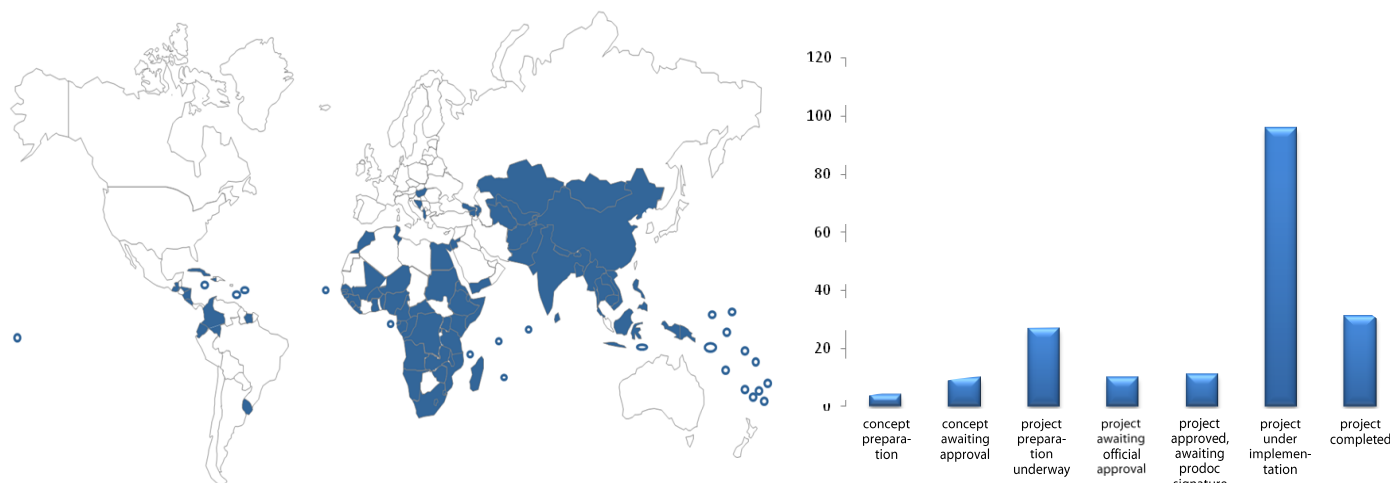 120
100
80
60
40
20
0
concept
prepara-
tion
concept
awaiting
approval
project
prepara-
tion
underway
project
awaiting
official
approval
project
approved,
awaiting
prodoc
signature
project
under
implemen-
tation
project
completed